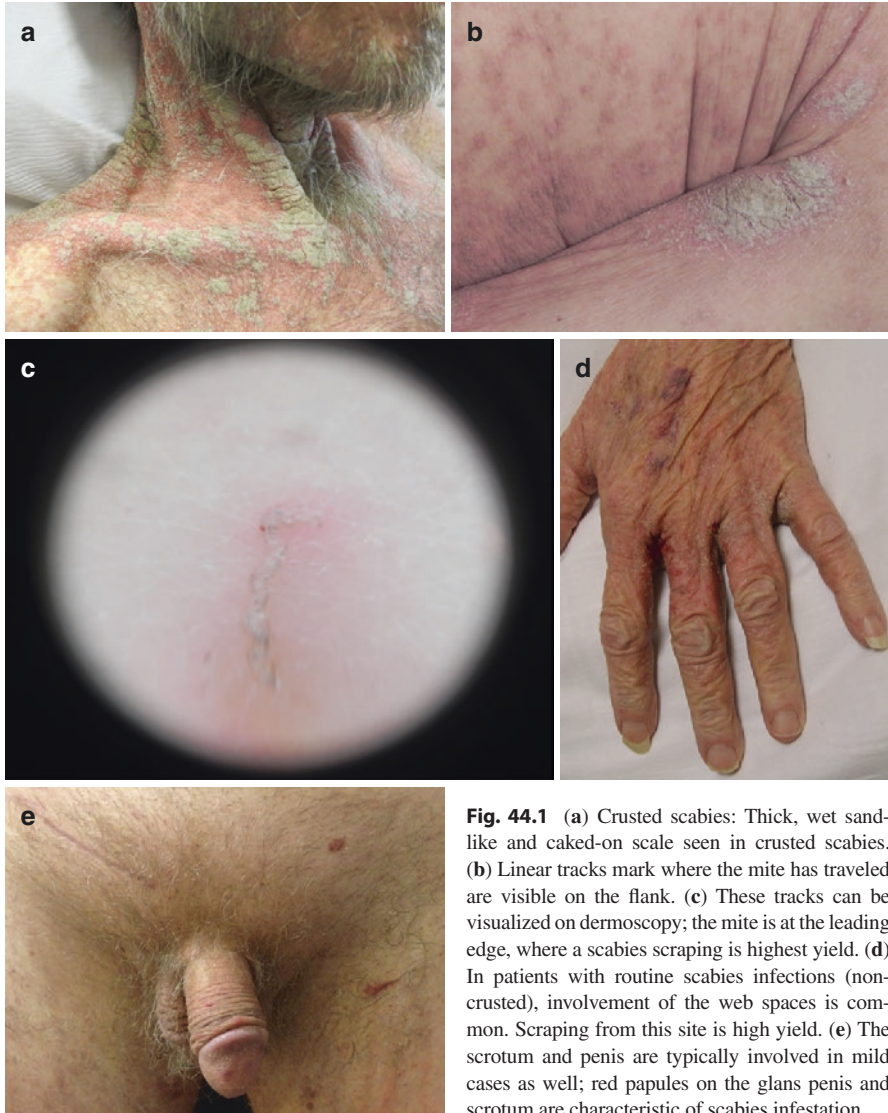 a
b
c
d
e
Fig. 44.1 (a) Crusted scabies: Thick, wet sand-
like and caked-on scale seen in crusted scabies.
(b) Linear tracks mark where the mite has traveled
are visible on the flank. (c) These tracks can be
visualized on dermoscopy; the mite is at the leading
edge, where a scabies scraping is highest yield. (d)
In patients with routine scabies infections (non-
crusted), involvement of the web spaces is com-
mon. Scraping from this site is high yield. (e) The
scrotum and penis are typically involved in mild
cases as well; red papules on the glans penis and
scrotum are characteristic of scabies infestation